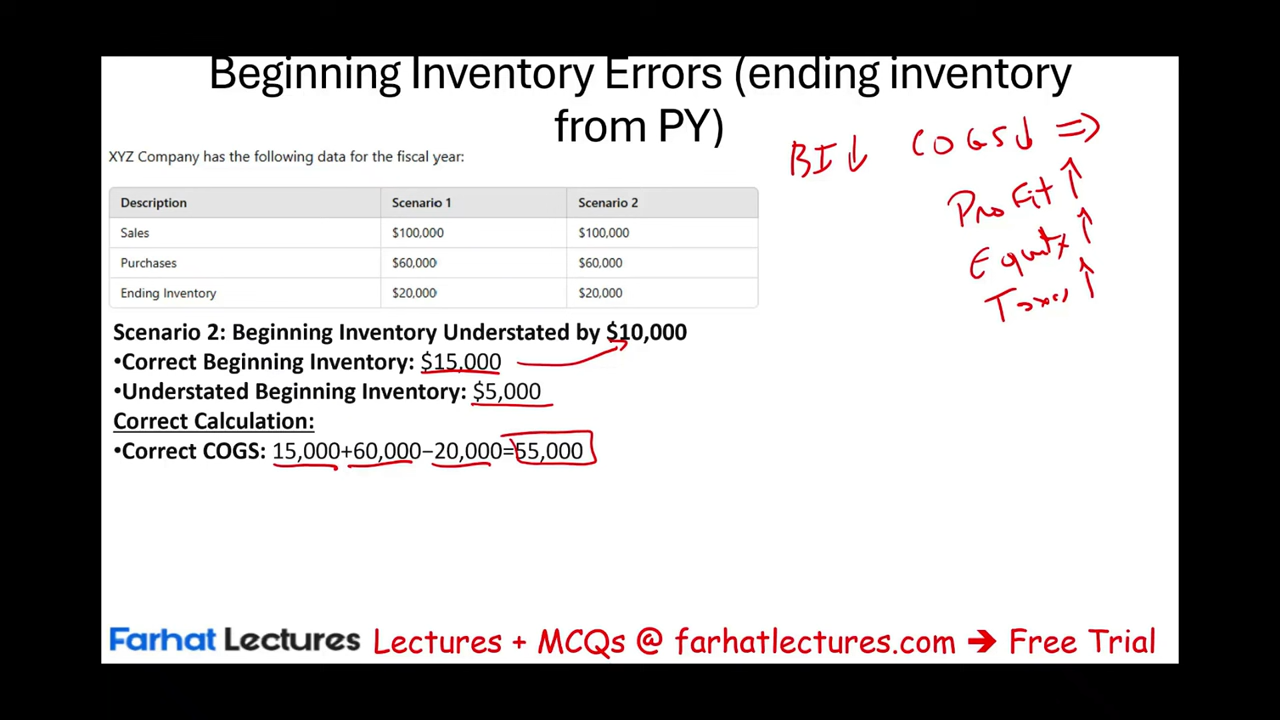 Beginning Inventory Errors (ending inventory
from PY)
BI↓ COGS↓ ⇒
Profit ↑
Equity ↑
Taxes ↑
XYZ Company has the following data for the fiscal year:
Description Scenario 1 Scenario 2
Sales $100,000 $100,000
Purchases $60,000 $60,000
Ending Inventory $20,000 $20,000
Scenario 2: Beginning Inventory Understated by $10,000
•Correct Beginning Inventory: $15,000
•Understated Beginning Inventory: $5,000
Correct Calculation:
•Correct COGS: 15,000+60,000−20,000=55,000
Farhat Lectures Lectures + MCQs @ farhatlectures.com ➔ Free Trial